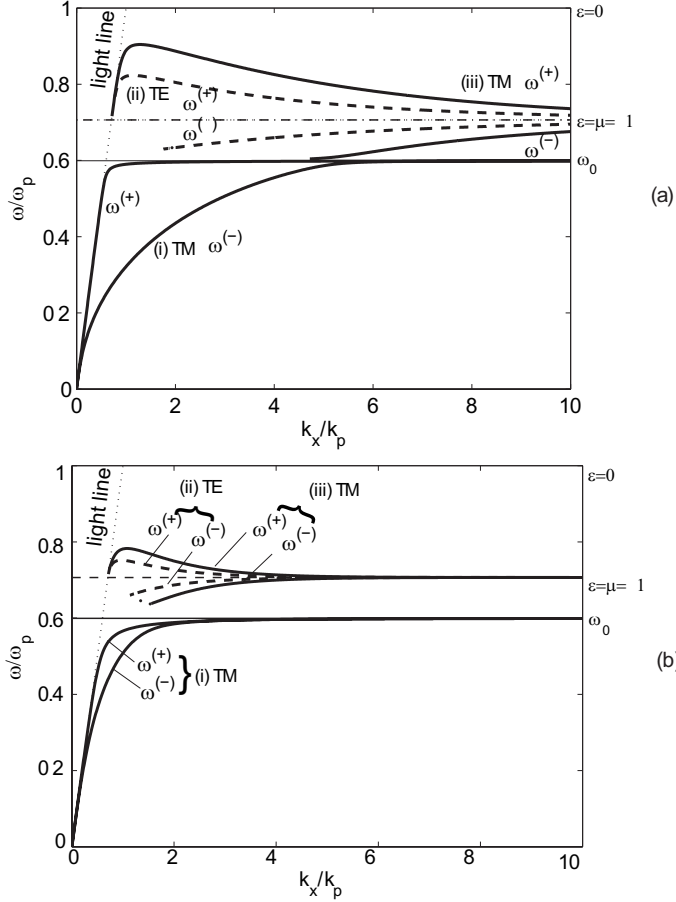 1
ε=0
light line
(iii) TM ω(+)
0.8
(ii) TE
ω(+)
ω( )
ε=μ= 1
ω(−)
0.6
ω0
ω(+)
ω/ωp
(a)
(i) TM ω(−)
0.4
0.2
0
0
2
4
6
8
10
kx/kp
1
ε=0
light line
(ii) TE
(iii) TM
ω(+)
ω(−)
ω(+)
ω(−)
0.8
ε=μ= 1
0.6
ω0
ω/ωp
(b)
ω(+)
ω(−)
} (i) TM
0.4
0.2
0
0
2
4
6
8
10
kx/kp